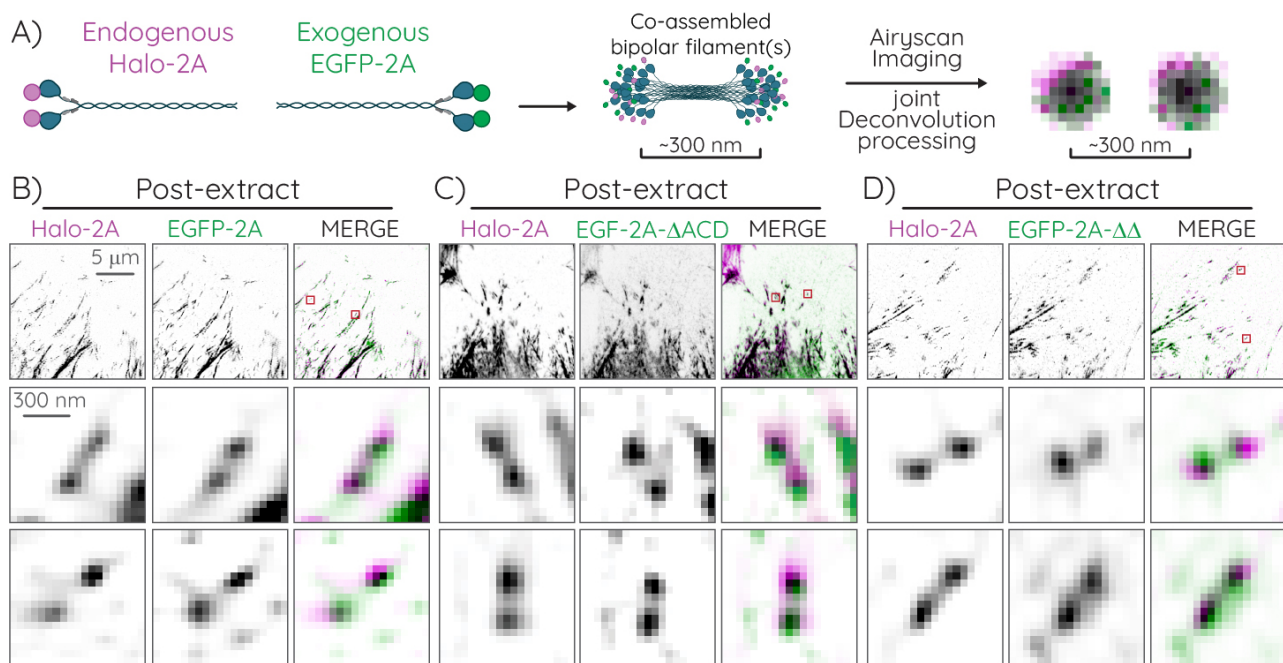 A)
Endogenous
Halo-2A
Exogenous
EGFP-2A
Co-assembled
bipolar filament(s)
~300 nm
Airyscan
Imaging
joint
Deconvolution
processing
~300 nm
B)
Post-extract
Halo-2A EGFP-2A MERGE
5 μm
300 nm
C)
Post-extract
Halo-2A EGF-2A-ΔACD MERGE
D)
Post-extract
Halo-2A EGFP-2A-ΔΔ MERGE